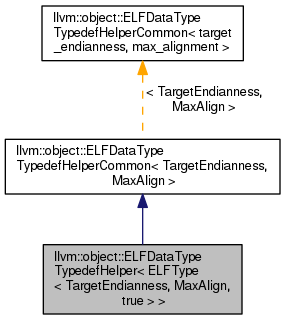 llvm::object::ELFDataType
TypedefHelperCommon< target
_endianness, max_alignment >
< TargetEndianness,
MaxAlign >
llvm::object::ELFDataType
TypedefHelperCommon< TargetEndianness,
MaxAlign >
llvm::object::ELFDataType
TypedefHelper< ELFType
< TargetEndianness, MaxAlign,
true > >